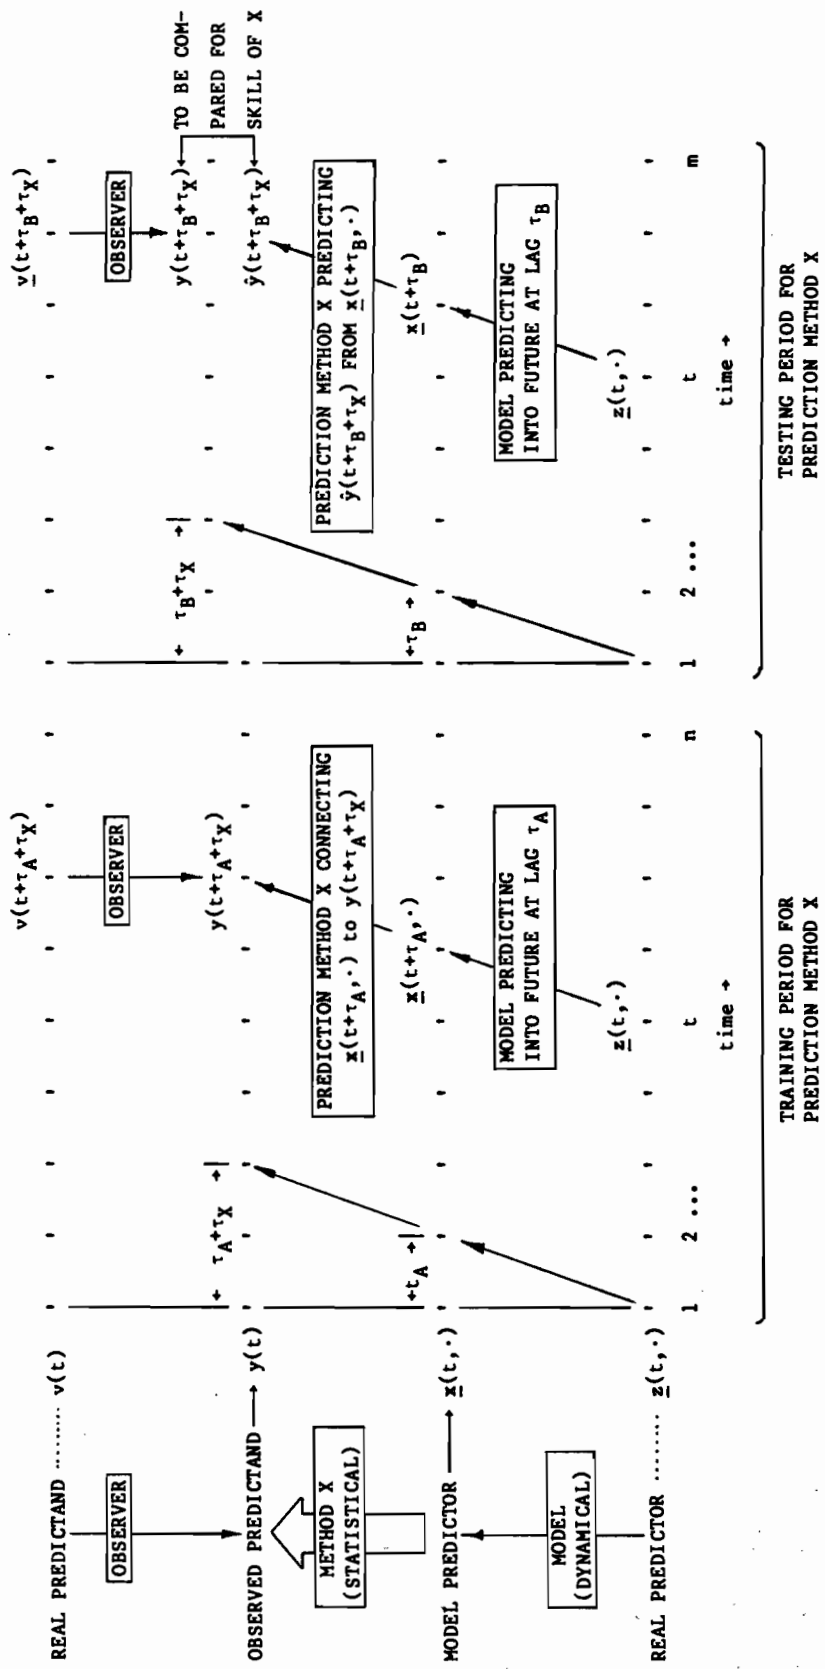 REAL PREDICTAND ........ v(t)
OBSERVER
OBSERVED PREDICTAND → y(t)
METHOD X
(STATISTICAL)
MODEL PREDICTOR → x(t,·)
MODEL
(DYNAMICAL)
REAL PREDICTOR ........ z(t,·)
v(t+τA+τX)
OBSERVER
← τA+τX →|
y(t+τA+τX)
PREDICTION METHOD X CONNECTING
x(t+τA,·) to y(t+τA+τX)
←tA →|
x(t+τA,·)
MODEL PREDICTING
INTO FUTURE AT LAG τA
z(t,·)
1 2 ... t n
time →
TRAINING PERIOD FOR
PREDICTION METHOD X
v(t+τB+τX)
OBSERVER
← τB+τX →|
y(t+τB+τX)
ŷ(t+τB+τX)
TO BE COM-
PARED FOR
SKILL OF X
PREDICTION METHOD X PREDICTING
ŷ(t+τB+τX) FROM x(t+τB,·)
←τB →
x(t+τB)
MODEL PREDICTING
INTO FUTURE AT LAG τB
z(t,·)
1 2 ... t m
time →
TESTING PERIOD FOR
PREDICTION METHOD X